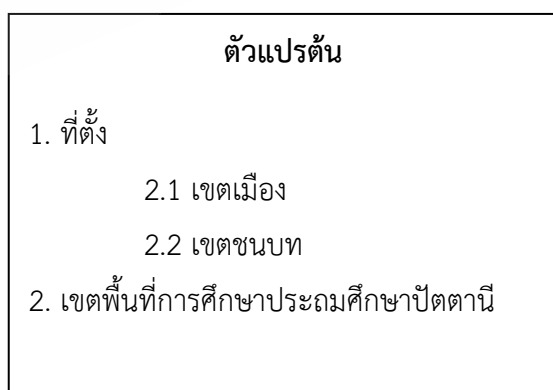 ตัวแปรต้น
1. ที่ตั้ง
2.1 เขตเมือง
2.2 เขตชนบท
2. เขตพื้นที่การศึกษาประถมศึกษาปัตตานี